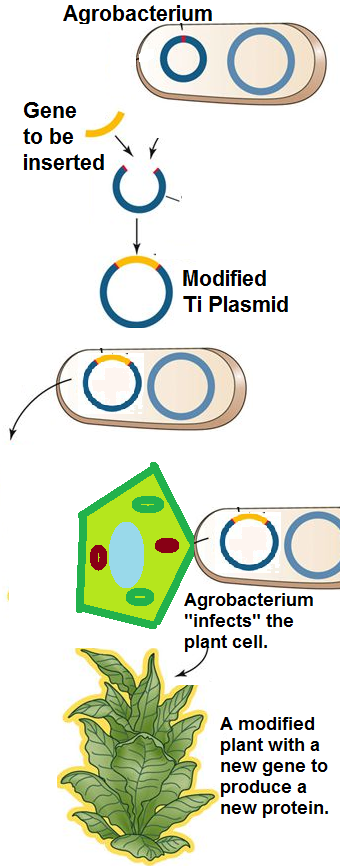 Agrobacterium
Gene
to be
inserted
Modified
Ti Plasmid
Agrobacterium
"infects" the
plant cell.
A modified
plant with a
new gene to
produce a
new protein.